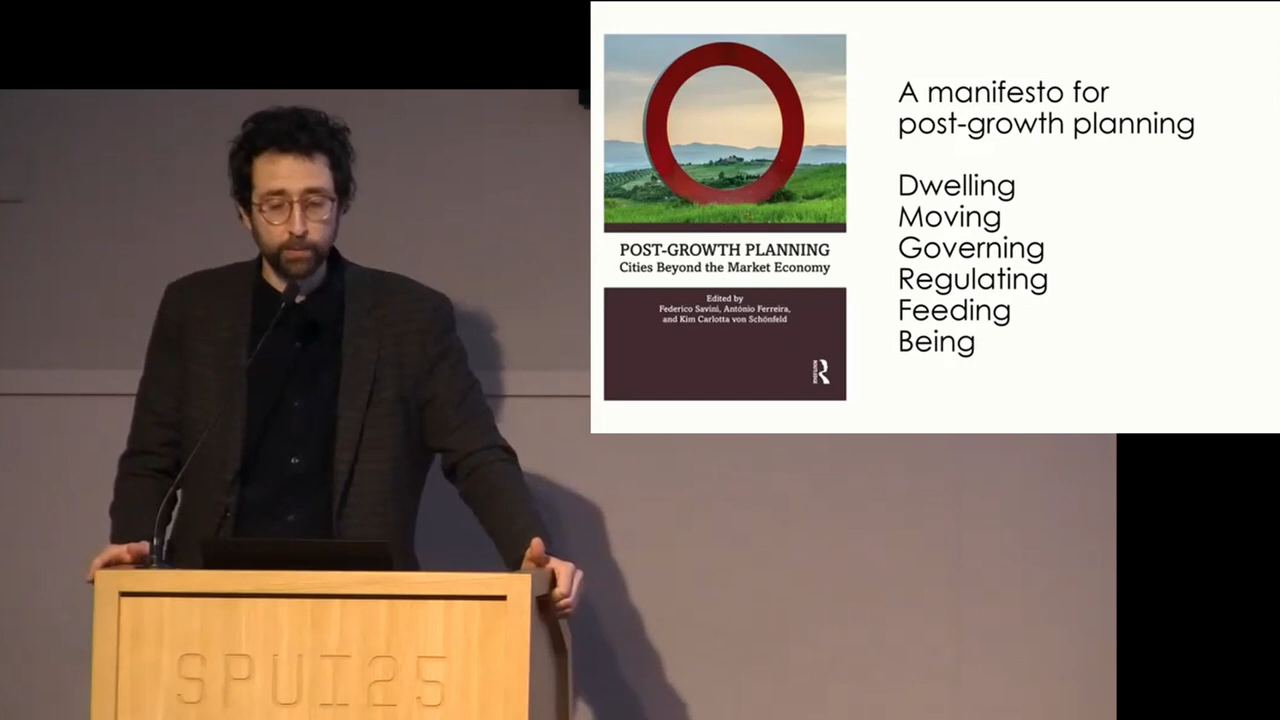 A manifesto for
post-growth planning
Dwelling
Moving
Governing
Regulating
Feeding
Being
POST-GROWTH PLANNING
Cities Beyond the Market Economy
Edited by
Federico Savini, António Ferreira,
and Kim Carlotta von Schönfeld
R
ROUTLEDGE
SPUI25